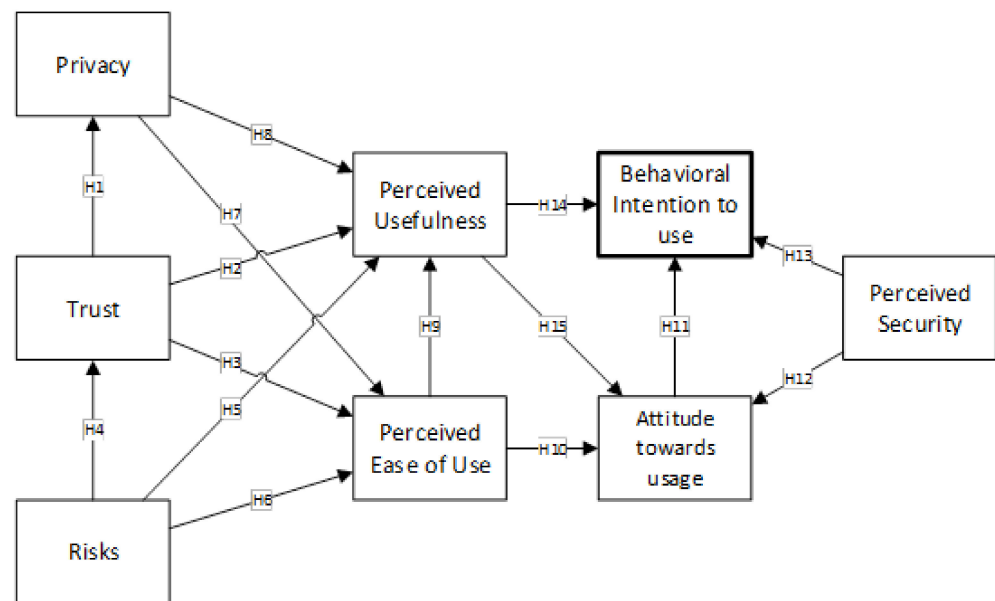 Privacy
H8
H1
H7
Perceived
Usefulness
Behavioral
Intention to
use
H14
H2
H13
Trust
Perceived
Security
H9
H15
H11
H3
H5
H12
H4
Perceived
Ease of Use
H10
Attitude
towards
usage
H6
Risks